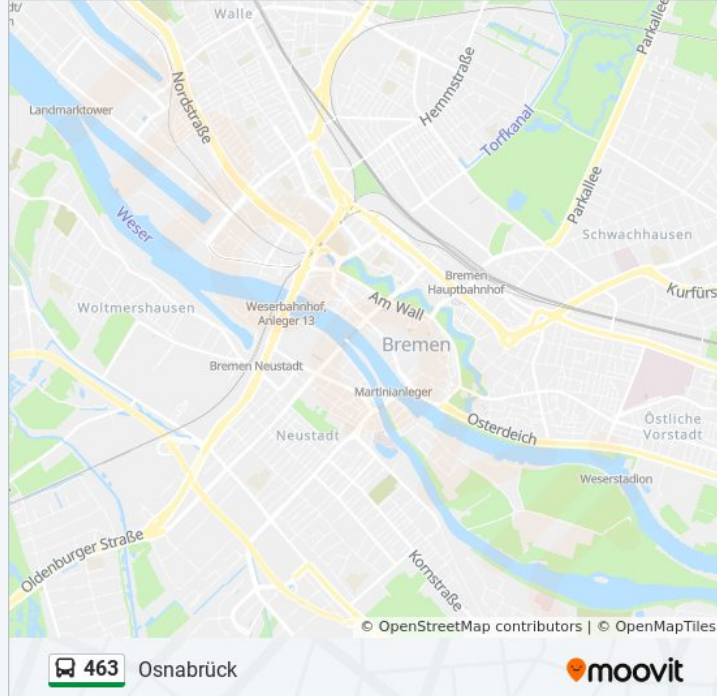 dt/
Walle
Parkallee
Hemmstraße
Nordstraße
Landmarktower
Torfkanal
Parkallee
Weser
Schwachhausen
Bremen
Hauptbahnhof
Kurfürs
Woltmershausen
Weserbahnhof,
Anleger 13
Am Wall
Bremen
Bremen Neustadt
Martinianleger
Osterdeich
Östliche
Vorstadt
Neustadt
Weserstadion
Oldenburger Straße
Kornstraße
© OpenStreetMap contributors | © OpenMapTiles
463 Osnabrück
moovit